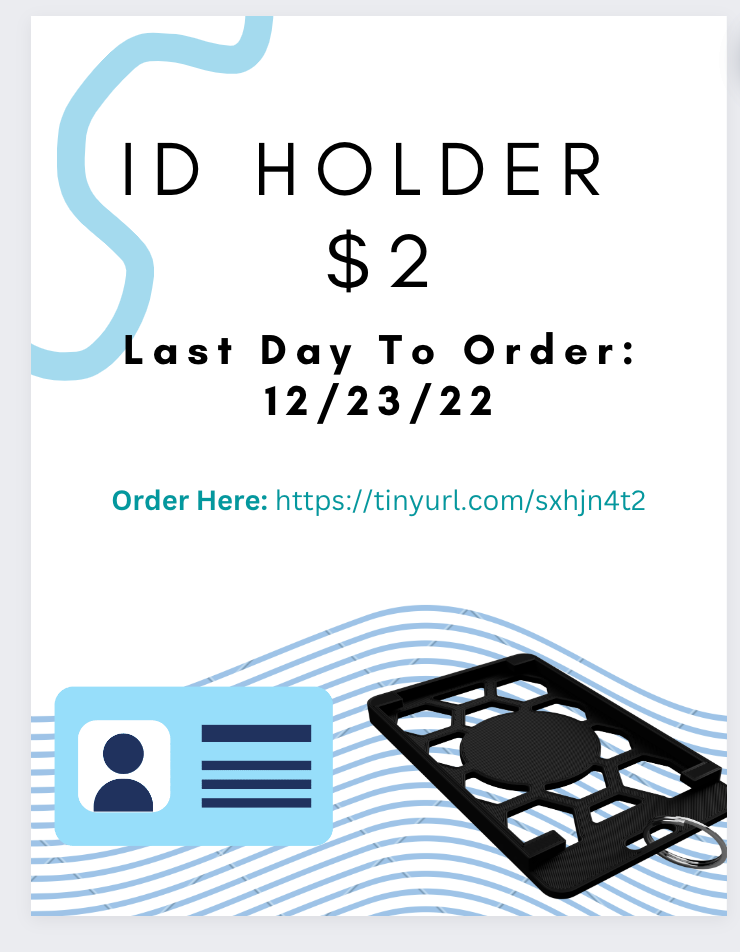 ID HOLDER
$2
Last Day To Order:
12/23/22
Order Here: https://tinyurl.com/sxhjn4t2